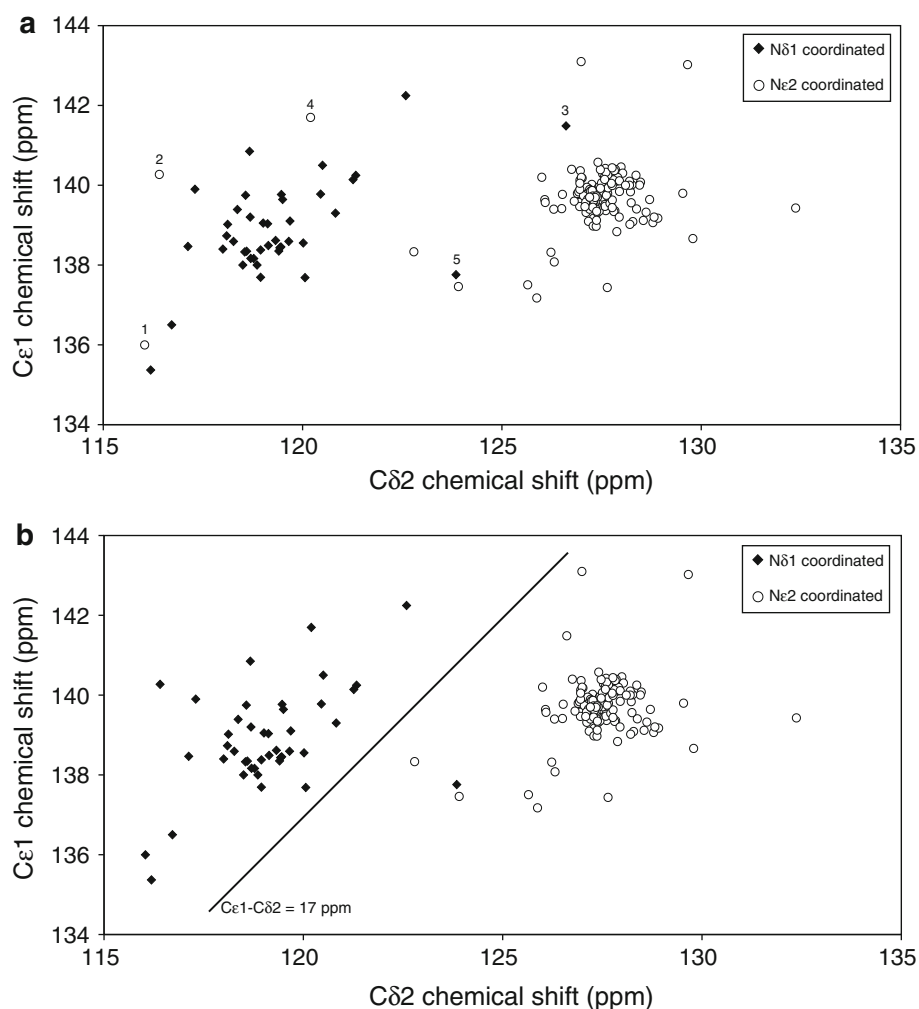 a
144
142
140
138
136
134
Cε1 chemical shift (ppm)
Nδ1 coordinated
Nε2 coordinated
1
2
4
3
5
115
120
125
130
135
Cδ2 chemical shift (ppm)
b
144
142
140
138
136
134
Cε1 chemical shift (ppm)
Nδ1 coordinated
Nε2 coordinated
Cε1-Cδ2 = 17 ppm
115
120
125
130
135
Cδ2 chemical shift (ppm)